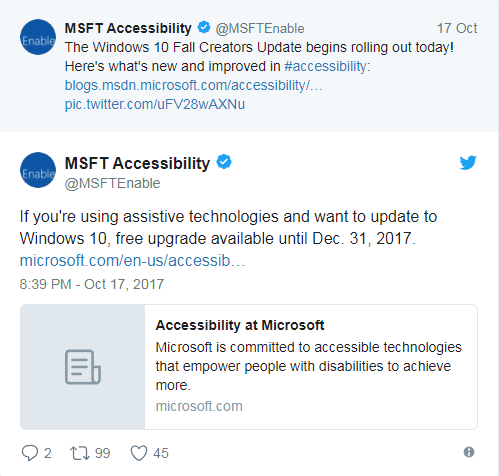 Enable
MSFT Accessibility @MSFTEnable 17 Oct
The Windows 10 Fall Creators Update begins rolling out today!
Here's what's new and improved in #accessibility:
blogs.msdn.microsoft.com/accessibility/…
pic.twitter.com/uFV28wAXNu
Enable
MSFT Accessibility
@MSFTEnable
If you're using assistive technologies and want to update to
Windows 10, free upgrade available until Dec. 31, 2017.
microsoft.com/en-us/accessib…
8:39 PM - Oct 17, 2017
Accessibility at Microsoft
Microsoft is committed to accessible technologies
that empower people with disabilities to achieve
more.
microsoft.com
2 99 45